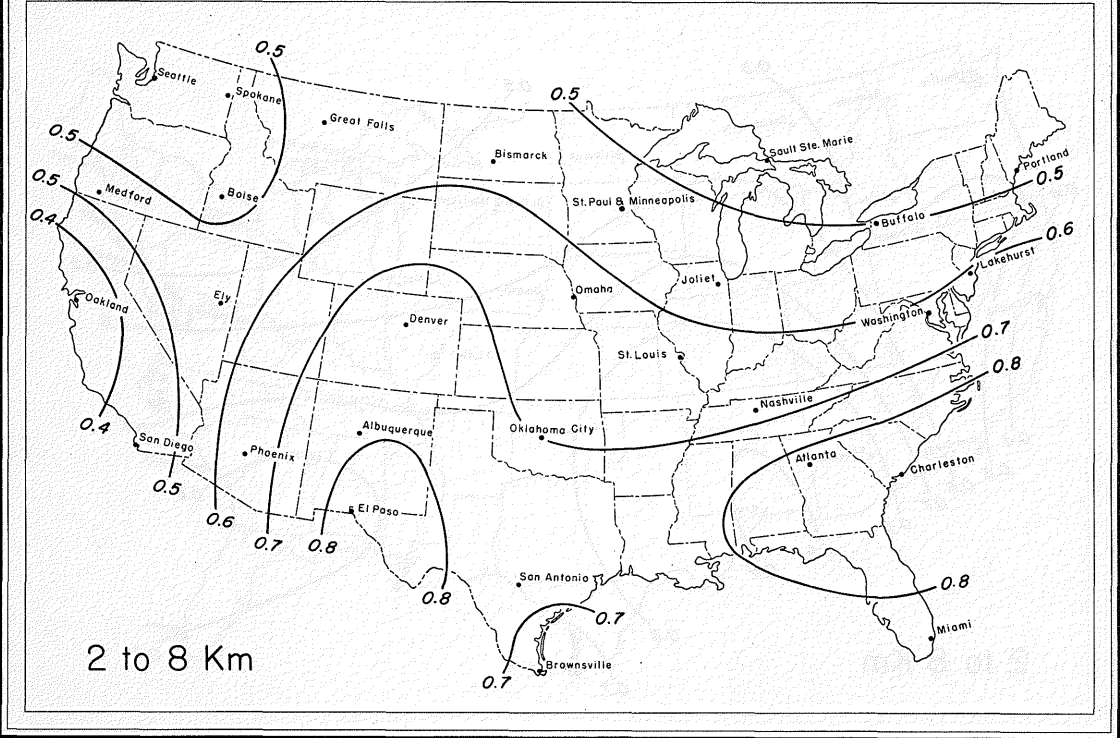 0.5
Seattle
Spokane
Great Falls
0.5
Bismarck
Sault Ste. Marie
Portland
0.5
0.5
0.5
Medford
Boise
St. Paul & Minneapolis
Buffalo
0.4
0.6
Lakehurst
Oakland
Ely
Omaha
Joliet
Denver
Washington
0.7
St. Louis
0.8
Nashville
0.4
San Diego
Albuquerque
Oklahoma City
Phoenix
Atlanta
Charleston
0.5
0.6
El Paso
0.7
0.8
San Antonio
0.8
0.8
0.7
Miami
2 to 8 Km
Brownsville
0.7